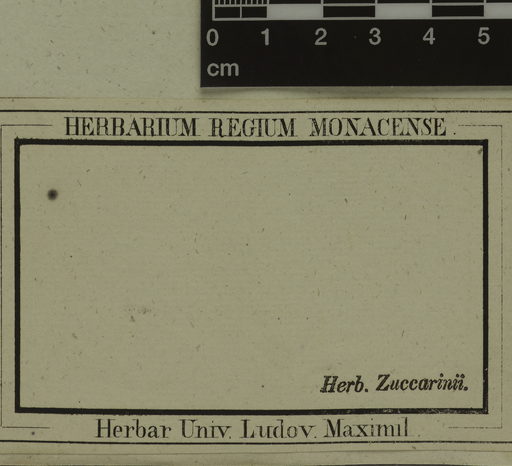 0 1 2 3 4 5
cm
HERBARIUM REGIUM MONACENSE.
Herb. Zuccarinii.
Herbar Univ. Ludov. Maximil.